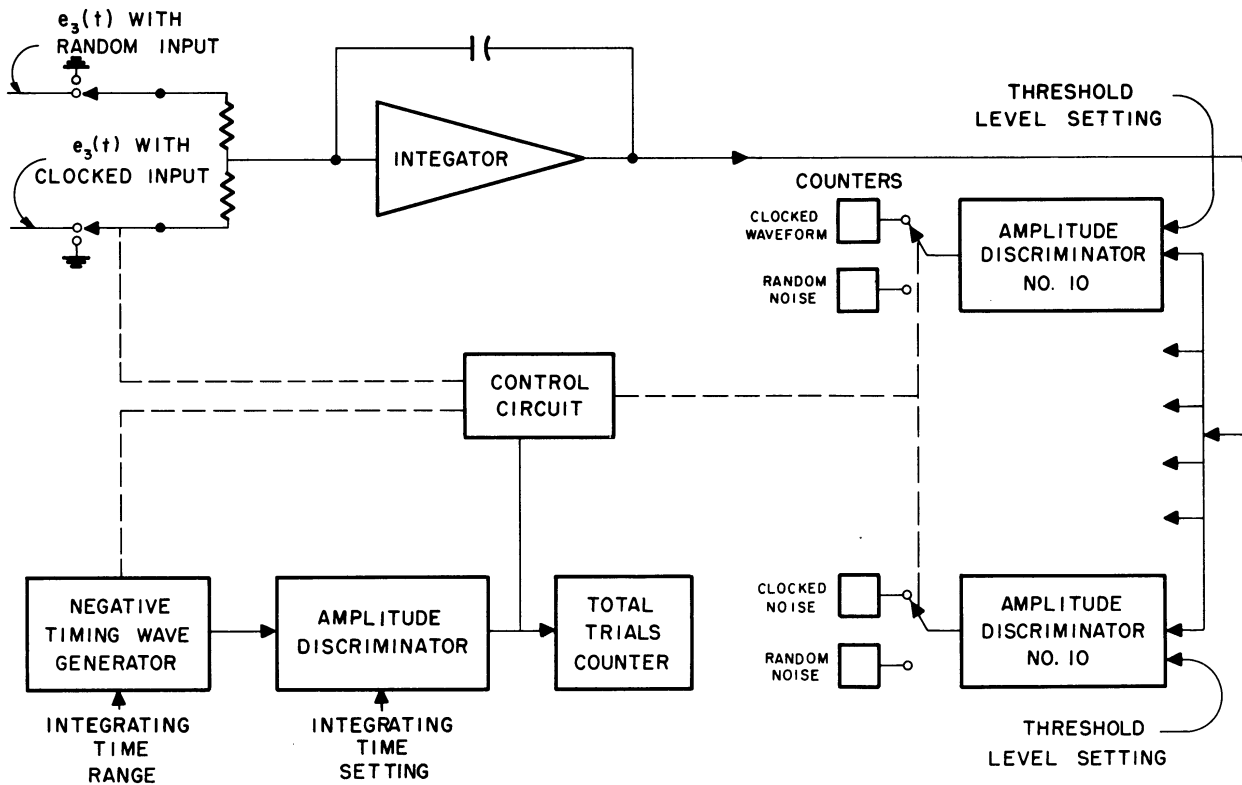 e₃(t) WITH
RANDOM INPUT
e₃(t) WITH
CLOCKED INPUT
INTEGATOR
THRESHOLD
LEVEL SETTING
COUNTERS
CLOCKED
WAVEFORM
RANDOM
NOISE
AMPLITUDE
DISCRIMINATOR
NO. 10
CONTROL
CIRCUIT
NEGATIVE
TIMING WAVE
GENERATOR
AMPLITUDE
DISCRIMINATOR
TOTAL
TRIALS
COUNTER
CLOCKED
NOISE
RANDOM
NOISE
AMPLITUDE
DISCRIMINATOR
NO. 10
INTEGRATING
TIME
RANGE
INTEGRATING
TIME
SETTING
THRESHOLD
LEVEL SETTING